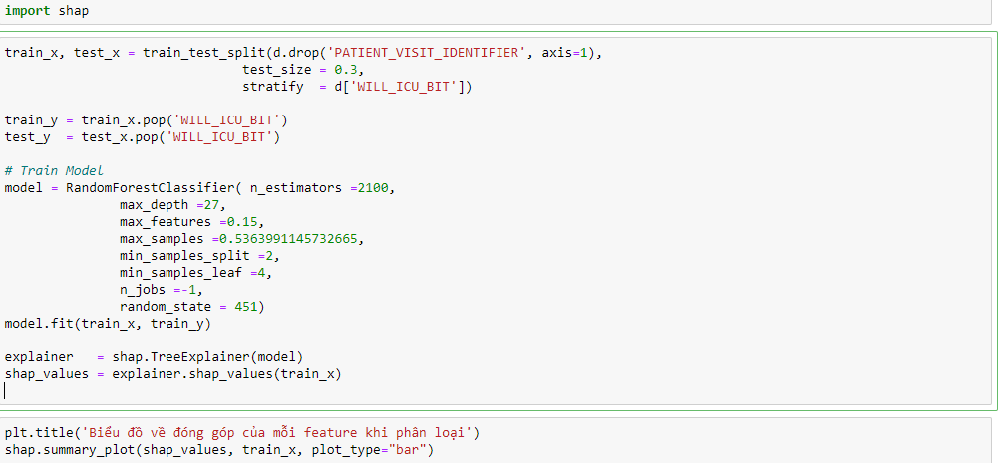 import shap
train_x, test_x = train_test_split(d.drop('PATIENT_VISIT_IDENTIFIER', axis=1),
test_size = 0.3,
stratify  = d['WILL_ICU_BIT'])
train_y = train_x.pop('WILL_ICU_BIT')
test_y  = test_x.pop('WILL_ICU_BIT')
# Train Model
model = RandomForestClassifier( n_estimators =2100,
max_depth =27,
max_features =0.15,
max_samples =0.5363991145732665,
min_samples_split =2,
min_samples_leaf =4,
n_jobs =-1,
random_state = 451)
model.fit(train_x, train_y)
explainer   = shap.TreeExplainer(model)
shap_values = explainer.shap_values(train_x)
plt.title('Biểu đồ về đóng góp của mỗi feature khi phân loại')
shap.summary_plot(shap_values, train_x, plot_type="bar")